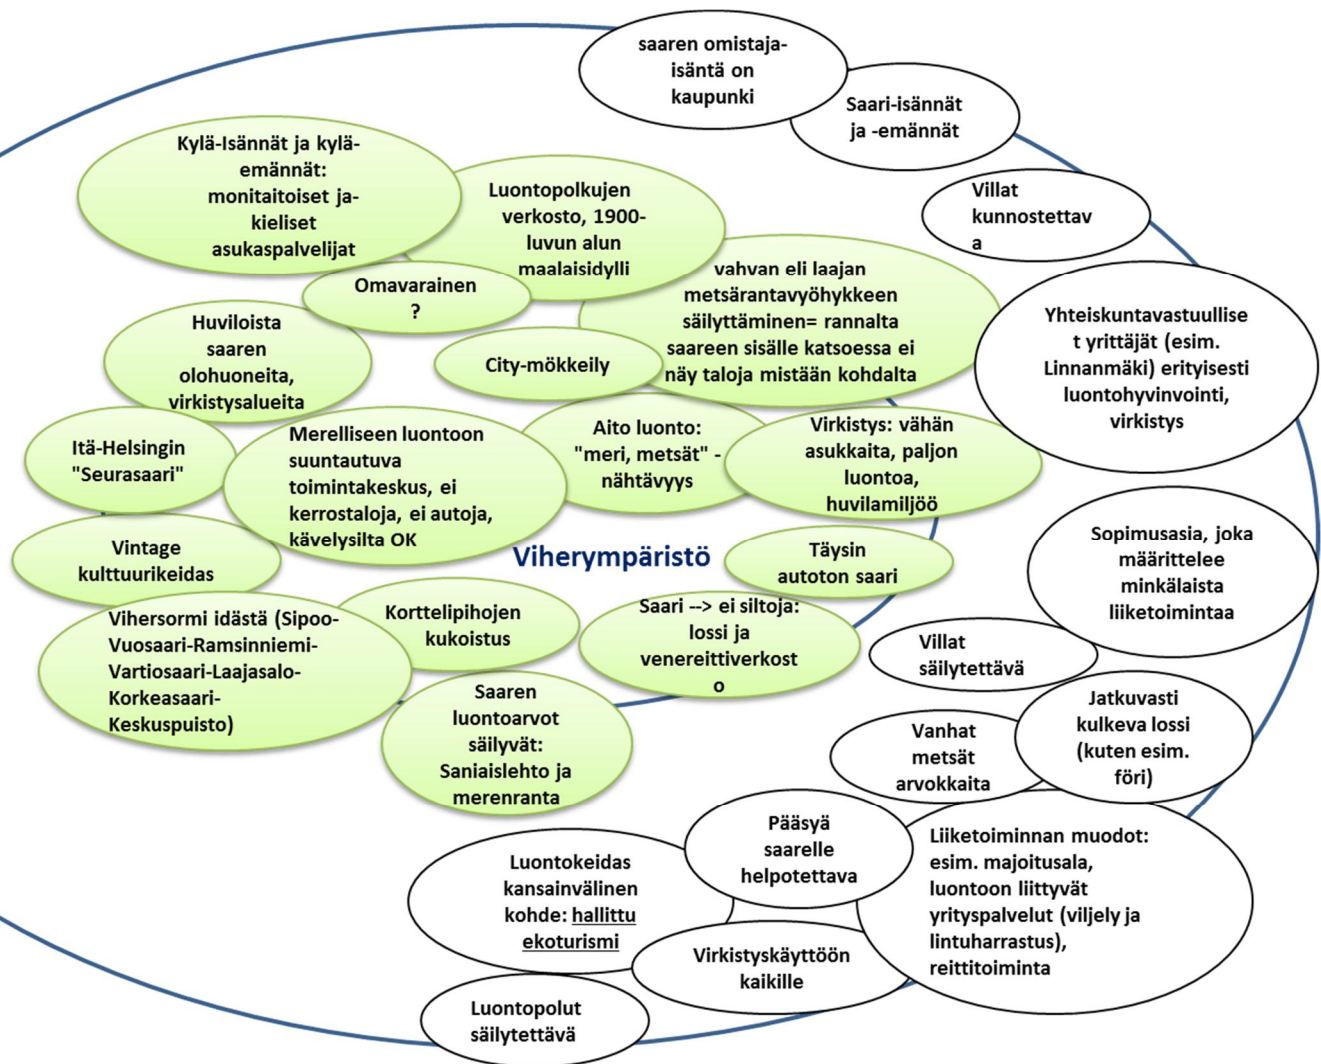 saaren omistaja-
isäntä on
kaupunki
Saari-isännät
ja -emännät
Kylä-Isännät ja kylä-
emännät:
monitaitoiset ja-
kieliset
asukaspalvelijat
Luontopolkujen
verkosto, 1900-
luvun alun
maalaisidylli
Villat
kunnostettav
a
vahvan eli laajan
metsärantavyöhykkeen
säilyttäminen= rannalta
saareen sisälle katsoessa ei
näy taloja mistään kohdalta
Omavarainen
?
Huviloista
saaren
olohuoneita,
virkistysalueita
City-mökkeily
Yhteiskuntavastuullise
t yrittäjät (esim.
Linnanmäki) erityisesti
luontohyvinvointi,
virkistys
Itä-Helsingin
"Seurasaari"
Merelliseen luontoon
suuntautuva
toimintakeskus, ei
kerrostaloja, ei autoja,
kävelysilta OK
Aito luonto:
"meri, metsät" -
nähtävyys
Virkistys: vähän
asukkaita, paljon
luontoa,
huvilamiljöö
Vintage
kulttuurikeidas
Viherympäristö
Täysin
autoton saari
Sopimusasia, joka
määrittelee
minkälaista
liiketoimintaa
Vihersormi idästä (Sipoo-
Vuosaari-Ramsinniemi-
Vartiosaari-Laajasalo-
Korkeasaari-
Keskuspuisto)
Korttelipihojen
kukoistus
Saari --> ei siltoja:
lossi ja
venereittiverkost
o
Villat
säilytettävä
Saaren
luontoarvot
säilyvät:
Saniaislehto ja
merenranta
Vanhat
metsät
arvokkaita
Jatkuvasti
kulkeva lossi
(kuten esim.
föri)
Pääsyä
saarelle
helpotettava
Liiketoiminnan muodot:
esim. majoitusala,
luontoon liittyvät
yrityspalvelut (viljely ja
lintuharrastus),
reittitoiminta
Luontokeidas
kansainvälinen
kohde: hallittu
ekoturismi
Virkistyskäyttöön
kaikille
Luontopolut
säilytettävä